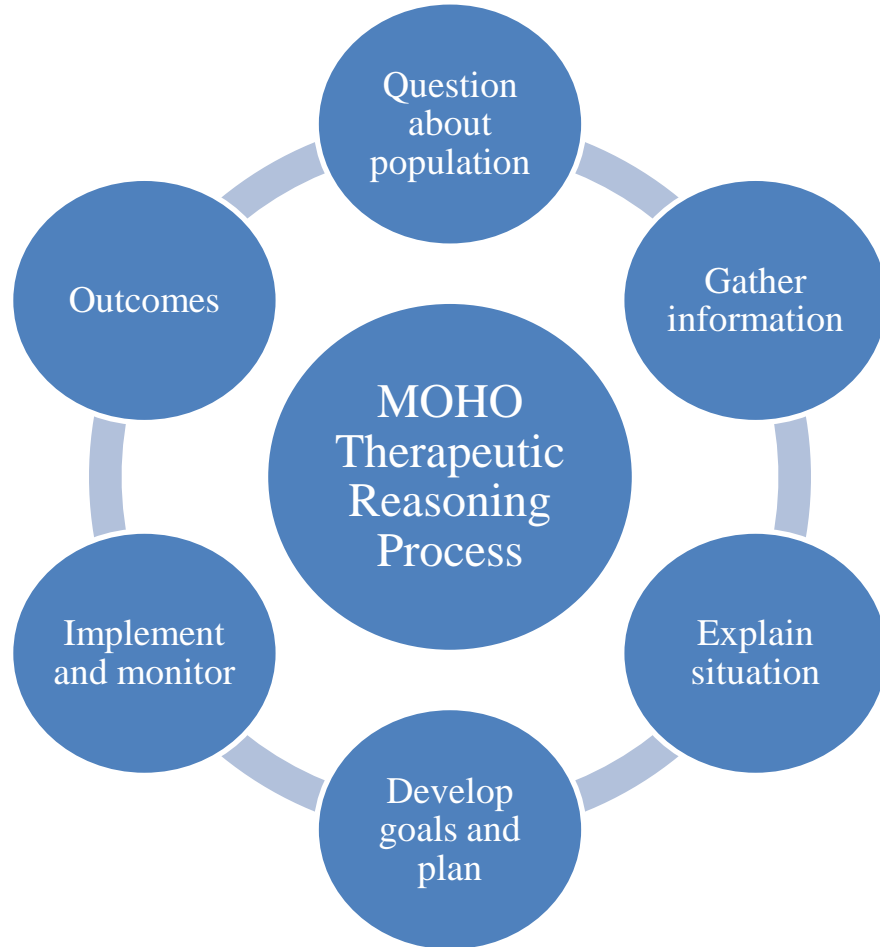 Question
about
population
Gather
information
Explain
situation
Develop
goals and
plan
Implement
and monitor
Outcomes
MOHO
Therapeutic
Reasoning
Process